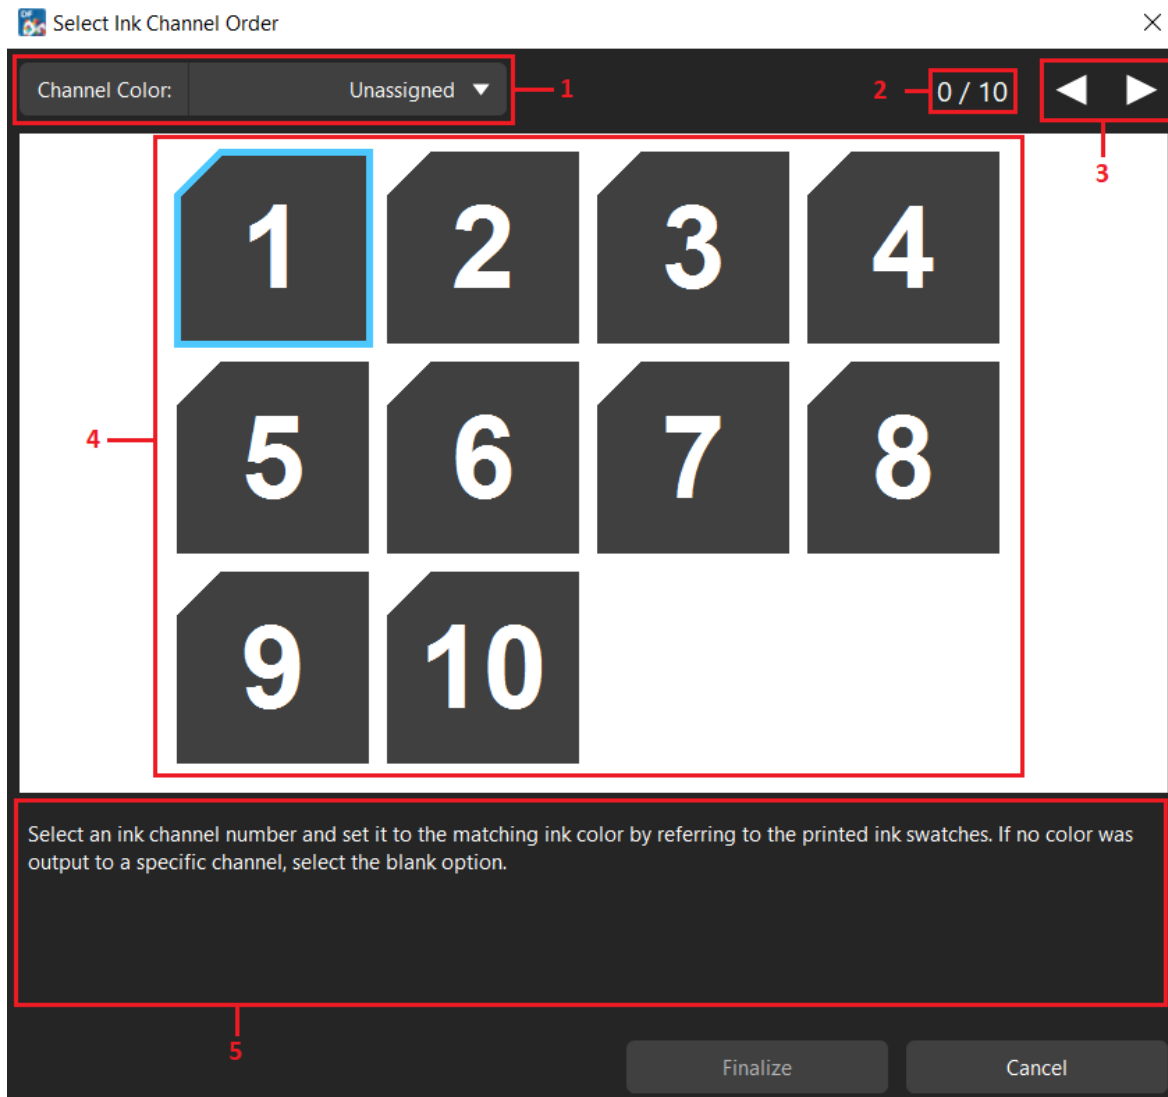 DF
Select Ink Channel Order
Channel Color: Unassigned 1 2 0 / 10
3
1 2 3 4
4 5 6 7 8
9 10
Select an ink channel number and set it to the matching ink color by referring to the printed ink swatches. If no color was
output to a specific channel, select the blank option.
5
Finalize Cancel